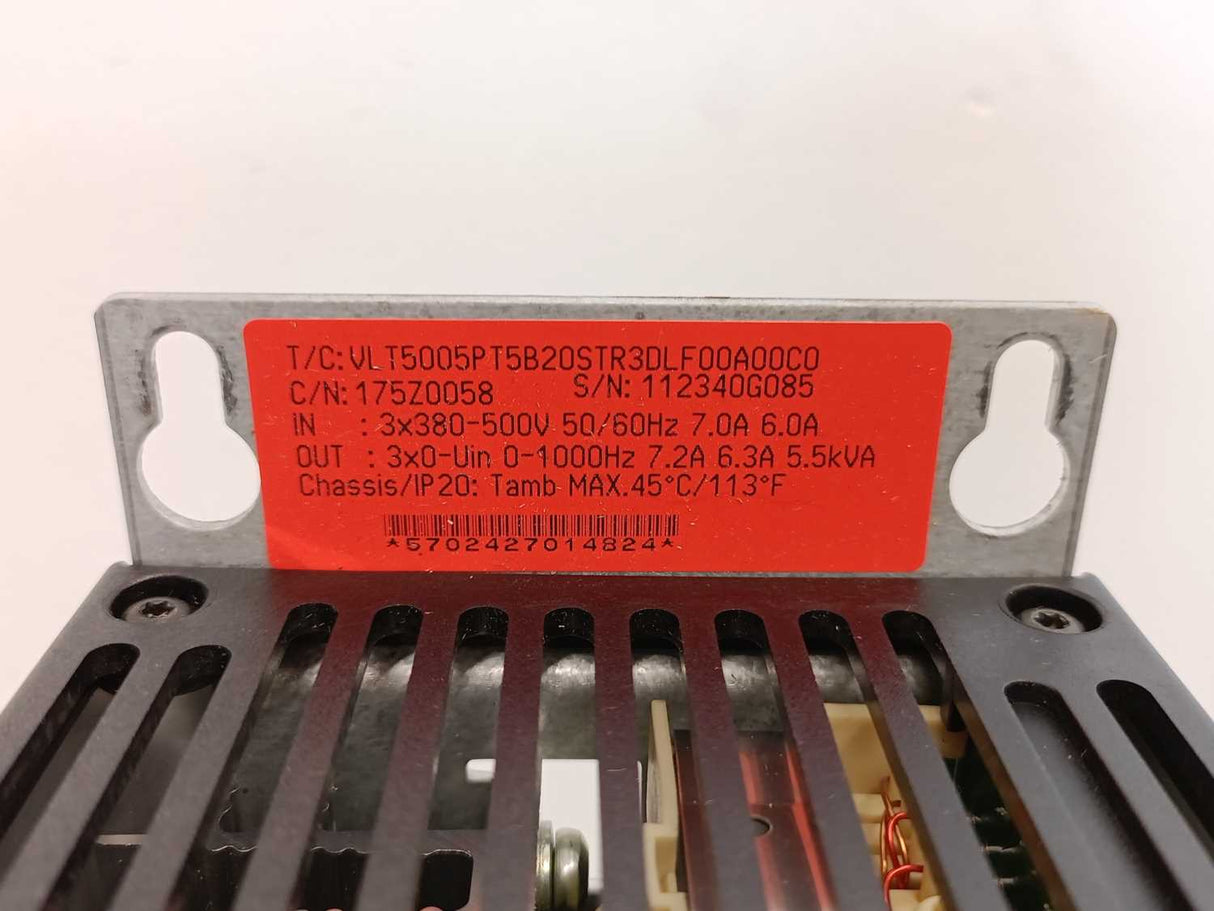 T/C: VLT5005PT5B20STR3DLF00A00C0
C/N: 175Z0058 S/N: 112340G085
IN : 3x380-500V 50/60Hz 7.0A 6.0A
OUT : 3x0-Uin 0-1000Hz 7.2A 6.3A 5.5kVA
Chassis/IP20: Tamb MAX.45°C/113°F
*5702427014824*